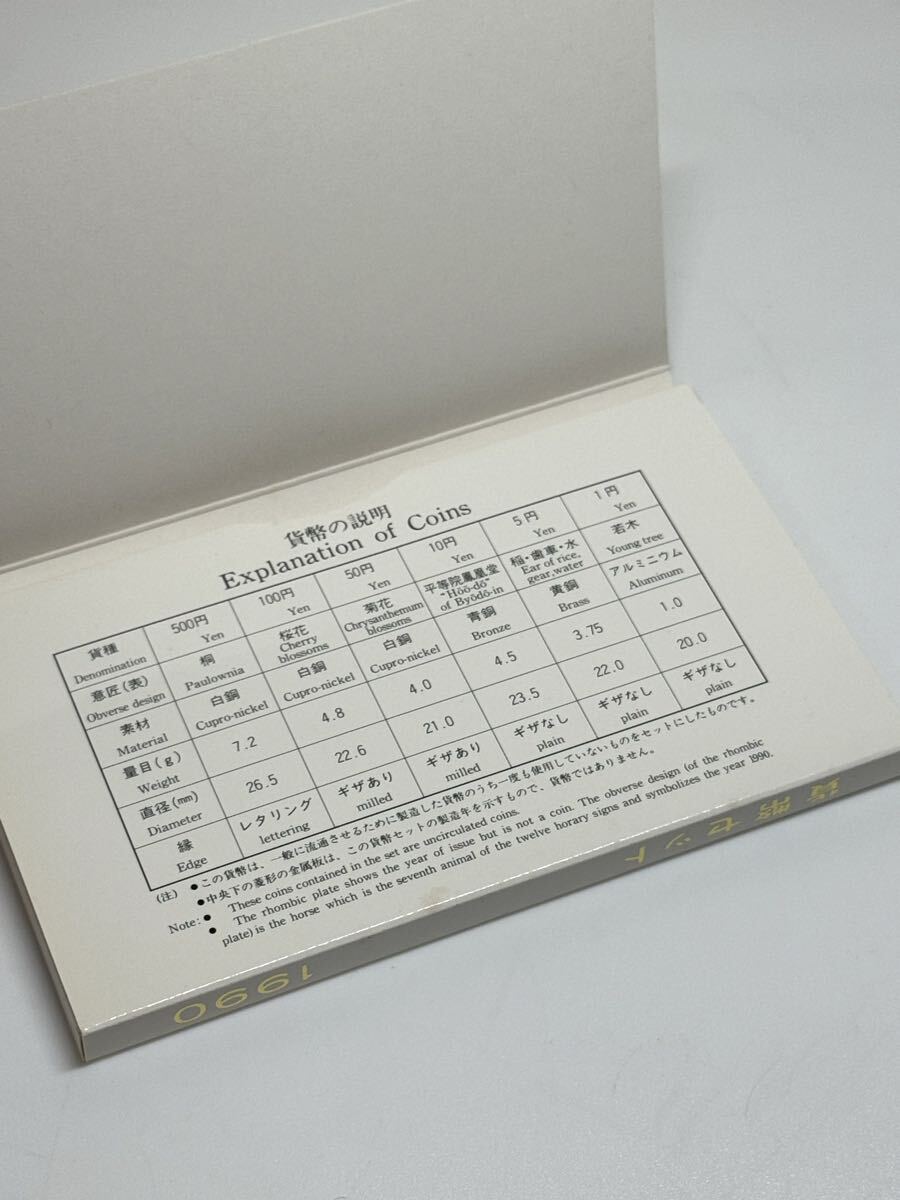 貨幣の説明
Explanation of Coins
貨種 500円 100円 50円 10円 5円 1円
Denomination Yen Yen Yen Yen Yen Yen
意匠(表) 桐 桜花 菊花 平等院鳳凰堂 稲・歯車・水 若木
Obverse design Paulownia Cherry blossoms Chrysanthemum blossoms "Hōō-dō" of Byōdō-in Ear of rice, gear, water Young tree
素材 白銅 白銅 白銅 青銅 黄銅 アルミニウム
Material Cupro-nickel Cupro-nickel Cupro-nickel Bronze Brass Aluminum
量目(g) 7.2 4.8 4.0 4.5 3.75 1.0
Weight
直径(mm) 26.5 22.6 21.0 23.5 22.0 20.0
Diameter
縁 レタリング ギザあり ギザあり ギザなし ギザなし ギザなし
Edge lettering milled milled plain plain plain
(注) ●この貨幣は、一般に流通させるために製造した貨幣のうち一度も使用していないものをセットにしたものです。
●中央下の菱形の金属板は、この貨幣セットの製造年を示すもので、貨幣ではありません。
Note: ● These coins contained in the set are uncirculated coins.
● The rhombic plate shows the year of issue but is not a coin. The obverse design (of the rhombic
plate) is the horse which is the seventh animal of the twelve horary signs and symbolizes the year 1990.
1990
貨幣セット